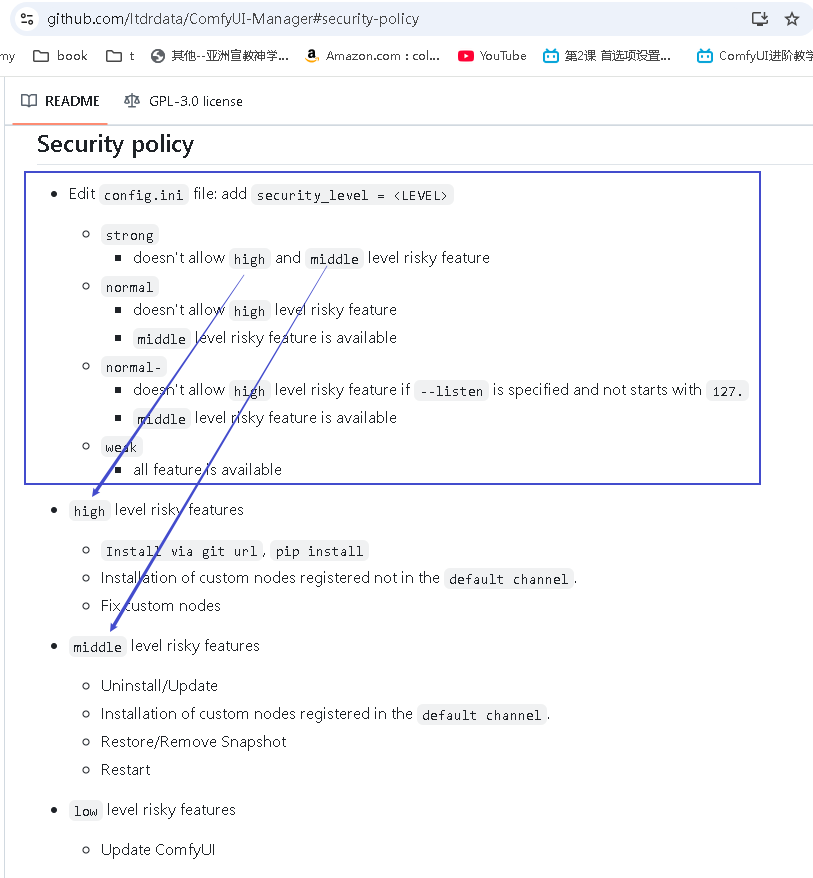 github.com/ltdrdata/ComfyUI-Manager#security-policy
my book t 其他--亚洲宣教神学... Amazon.com : col... YouTube 第2课 首选项设置... ComfyUI进阶教学
README GPL-3.0 license
Security policy
Edit config.ini file: add security_level = <LEVEL>
strong
doesn't allow high and middle level risky feature
normal
doesn't allow high level risky feature
middle level risky feature is available
normal-
doesn't allow high level risky feature if --listen is specified and not starts with 127.
middle level risky feature is available
weak
all feature is available
high level risky features
Install via git url, pip install
Installation of custom nodes registered not in the default channel.
Fix custom nodes
middle level risky features
Uninstall/Update
Installation of custom nodes registered in the default channel.
Restore/Remove Snapshot
Restart
low level risky features
Update ComfyUI